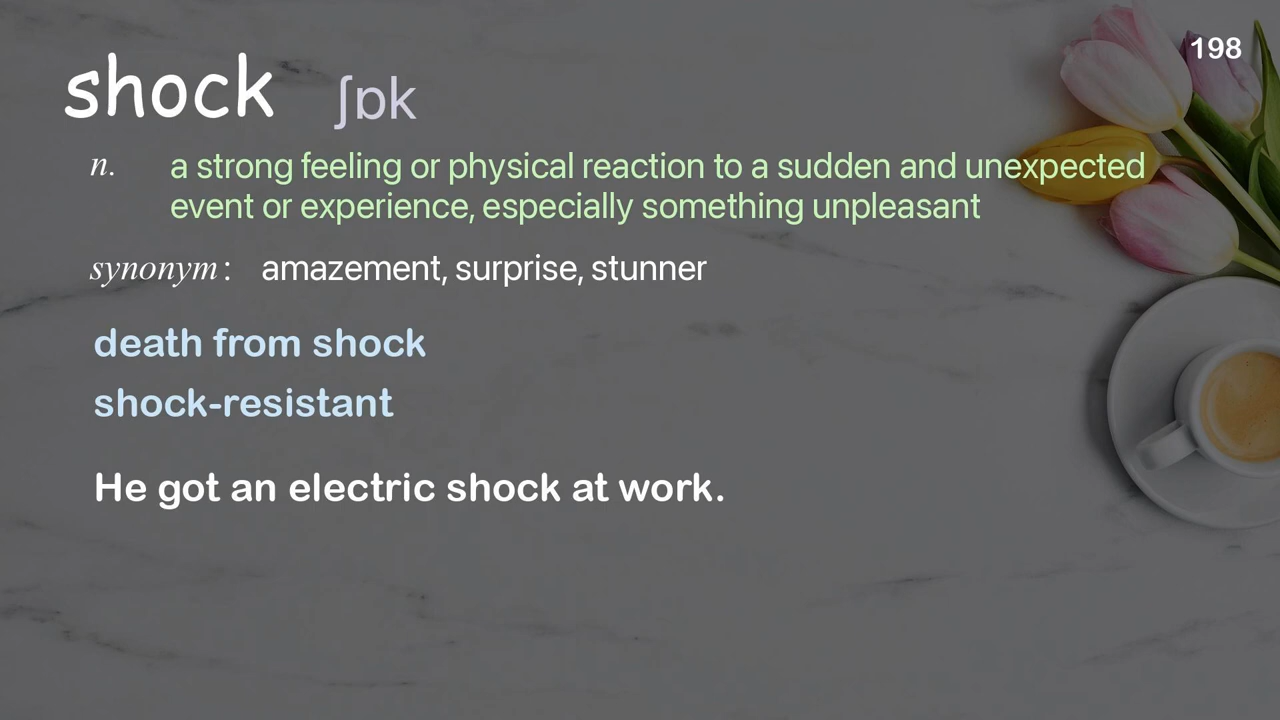 198
shock ʃɒk
n. a strong feeling or physical reaction to a sudden and unexpected
event or experience, especially something unpleasant
synonym: amazement, surprise, stunner
death from shock
shock-resistant
He got an electric shock at work.